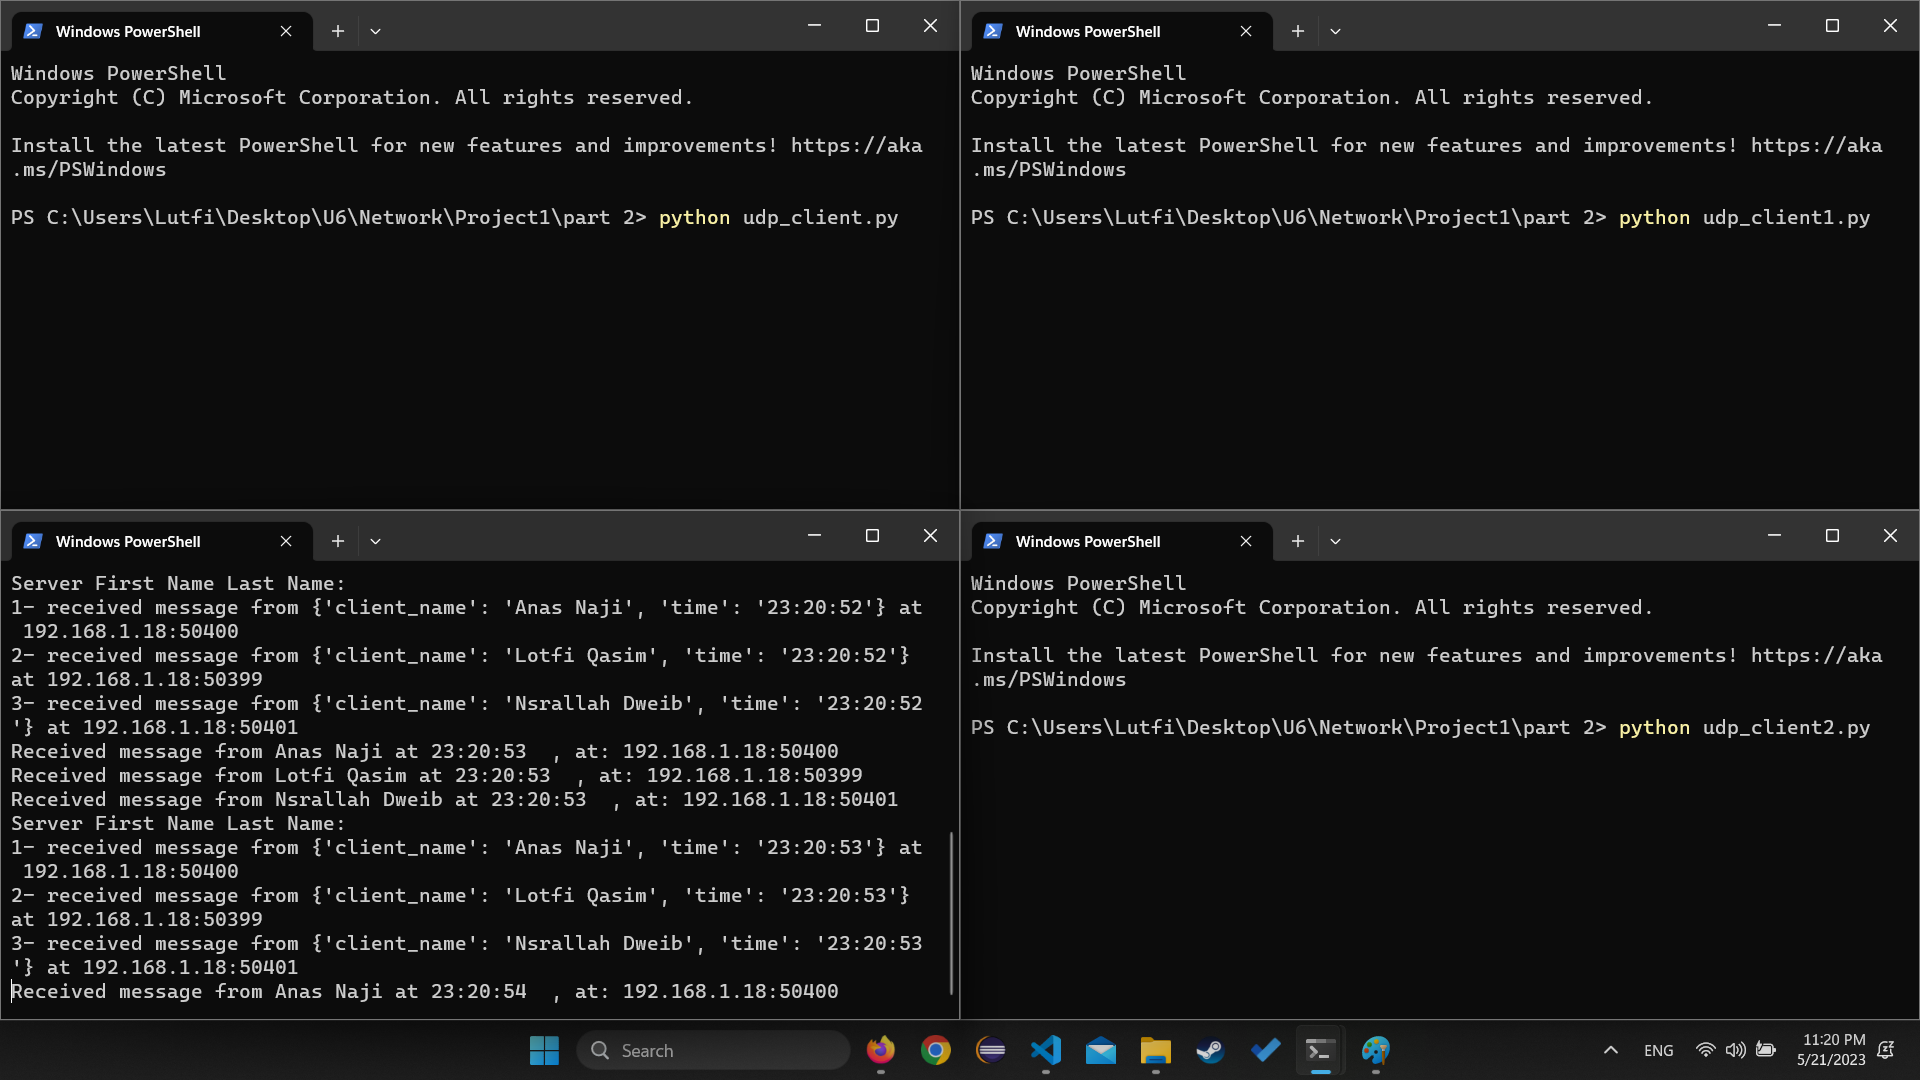 Windows PowerShell
Windows PowerShell
Copyright (C) Microsoft Corporation. All rights reserved.
Install the latest PowerShell for new features and improvements! https://aka
.ms/PSWindows
PS C:\Users\Lutfi\Desktop\U6\Network\Project1\part 2> python udp_client.py
Windows PowerShell
Windows PowerShell
Copyright (C) Microsoft Corporation. All rights reserved.
Install the latest PowerShell for new features and improvements! https://aka
.ms/PSWindows
PS C:\Users\Lutfi\Desktop\U6\Network\Project1\part 2> python udp_client1.py
Windows PowerShell
Server First Name Last Name:
1- received message from {'client_name': 'Anas Naji', 'time': '23:20:52'} at
192.168.1.18:50400
2- received message from {'client_name': 'Lotfi Qasim', 'time': '23:20:52'}
at 192.168.1.18:50399
3- received message from {'client_name': 'Nsrallah Dweib', 'time': '23:20:52
'} at 192.168.1.18:50401
Received message from Anas Naji at 23:20:53  , at: 192.168.1.18:50400
Received message from Lotfi Qasim at 23:20:53  , at: 192.168.1.18:50399
Received message from Nsrallah Dweib at 23:20:53  , at: 192.168.1.18:50401
Server First Name Last Name:
1- received message from {'client_name': 'Anas Naji', 'time': '23:20:53'} at
192.168.1.18:50400
2- received message from {'client_name': 'Lotfi Qasim', 'time': '23:20:53'}
at 192.168.1.18:50399
3- received message from {'client_name': 'Nsrallah Dweib', 'time': '23:20:53
'} at 192.168.1.18:50401
Received message from Anas Naji at 23:20:54  , at: 192.168.1.18:50400
Windows PowerShell
Windows PowerShell
Copyright (C) Microsoft Corporation. All rights reserved.
Install the latest PowerShell for new features and improvements! https://aka
.ms/PSWindows
PS C:\Users\Lutfi\Desktop\U6\Network\Project1\part 2> python udp_client2.py
Search
ENG
11:20 PM
5/21/2023